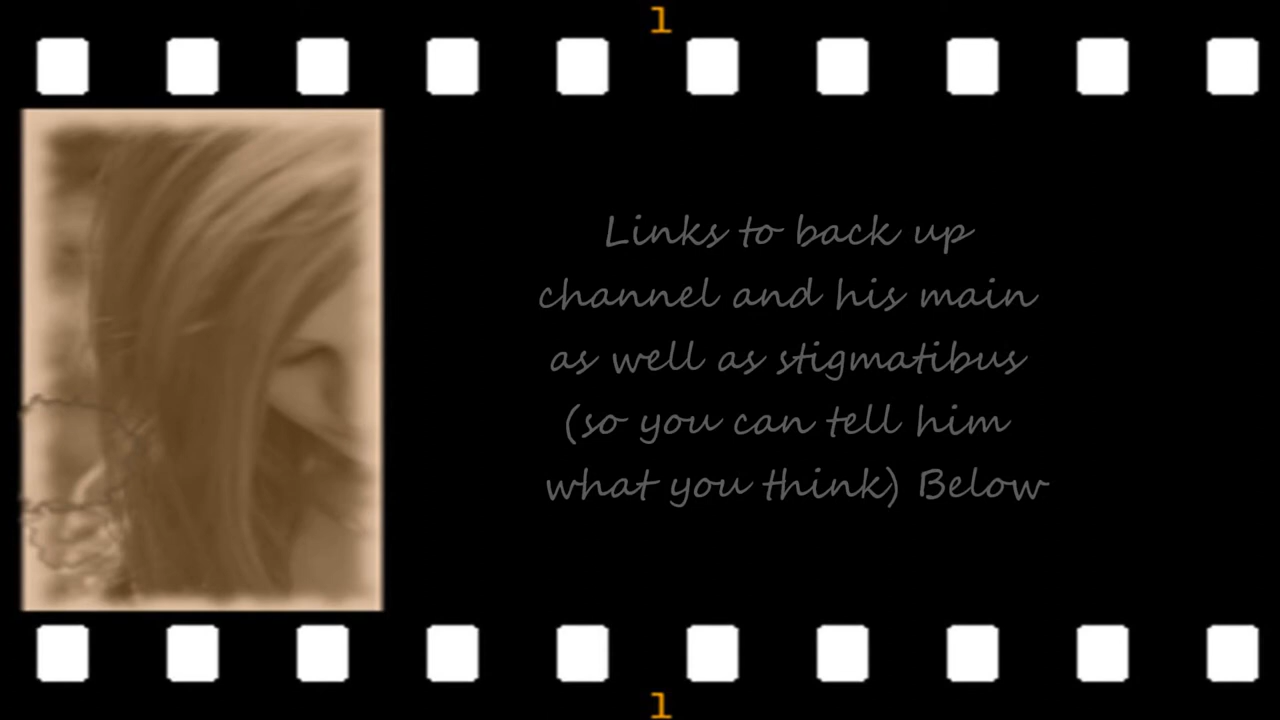 1
Links to back up
channel and his main
as well as stigmatibus
(so you can tell him
what you think) Below
1